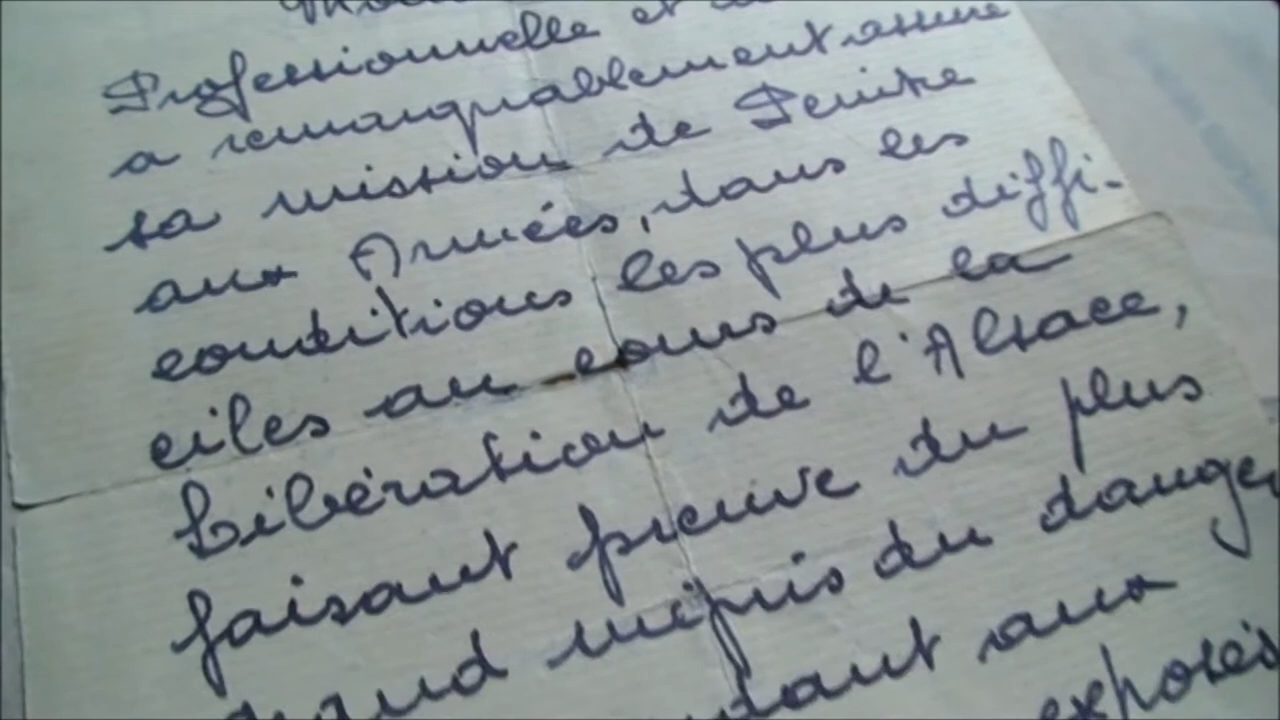 Professionnelle et
a remarquablement assuré
sa mission de Peintre
aux Armées, dans les
conditions les plus diffi-
ciles au cours de la
Libération de l'Alsace,
faisant preuve du plus
grand mépris du danger
aux
exposés